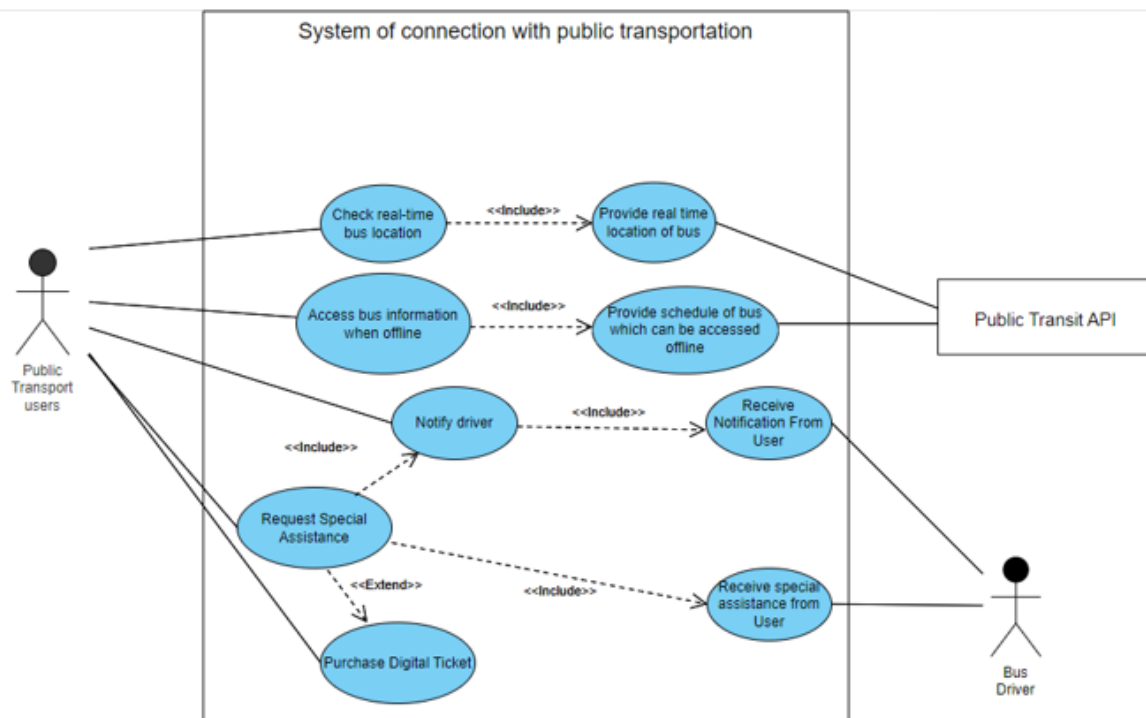 System of connection with public transportation
Check real-time
bus location
<<Include>>
Provide real time
location of bus
Access bus information
when offline
<<Include>>
Provide schedule of bus
which can be accessed
offline
Public Transit API
Public
Transport
users
Notify driver
<<Include>>
Receive
Notification From
User
<<Include>>
Request Special
Assistance
<<Extend>>
<<Include>>
Receive special
assistance from
User
Purchase Digital Ticket
Bus
Driver